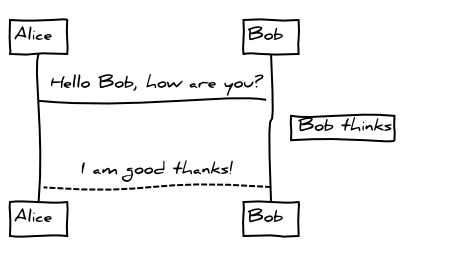 Alice
Bob
Hello Bob, how are you?
Bob thinks
I am good thanks!
Alice
Bob